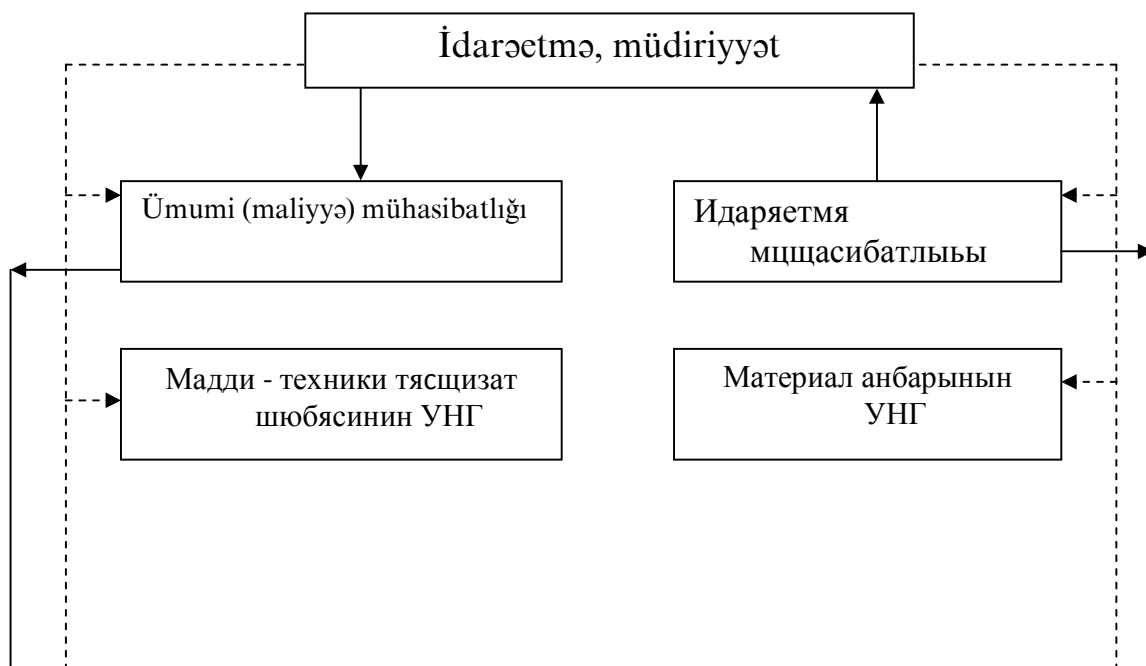 İdarəetmə, müdiriyyət
Ümumi (maliyyə) mühasibatlığı
Идаряетмя
мцщасибатлыьы
Мадди - техники тясщизат
шюбясинин УНГ
Материал анбарынын
УНГ